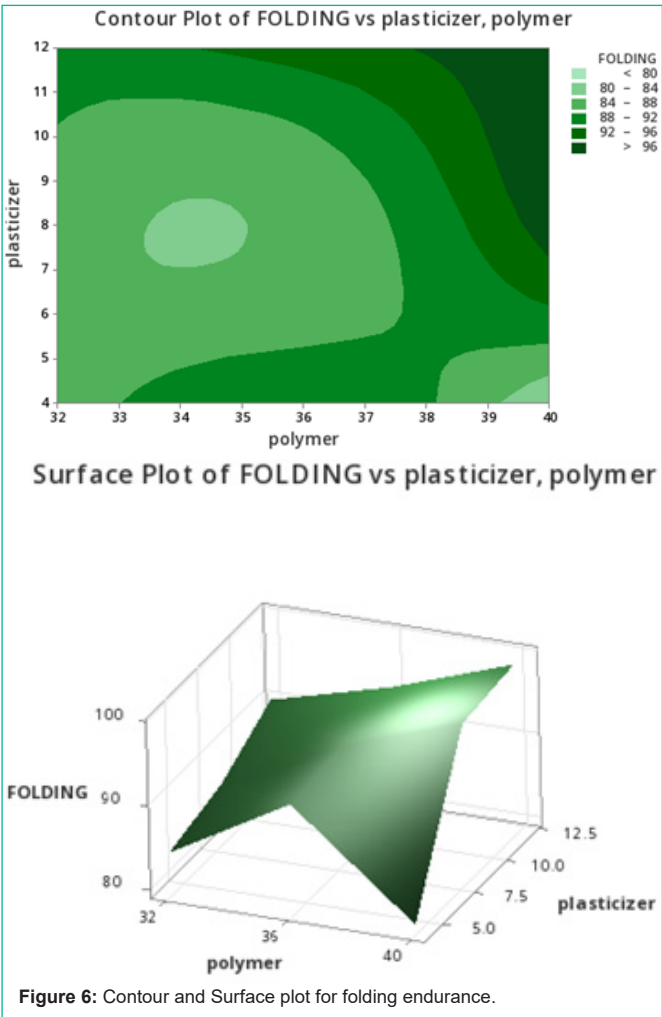 Contour Plot of FOLDING vs plasticizer, polymer
12
11
10
9
8
7
6
5
4
plasticizer
32 33 34 35 36 37 38 39 40
polymer
FOLDING
< 80
80 – 84
84 – 88
88 – 92
92 – 96
> 96
Surface Plot of FOLDING vs plasticizer, polymer
100
FOLDING 90
80
32
36
40
polymer
5.0
7.5
10.0
12.5
plasticizer
Figure 6: Contour and Surface plot for folding endurance.